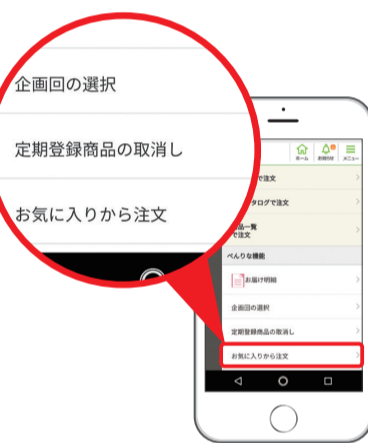 企画回の選択
定期登録商品の取消し
お気に入りから注文
ホーム
お知らせ
メニュー
で注文
タログで注文
品一覧
で注文
べんりな機能
お届け明細
企画回の選択
定期登録商品の取消し
お気に入りから注文